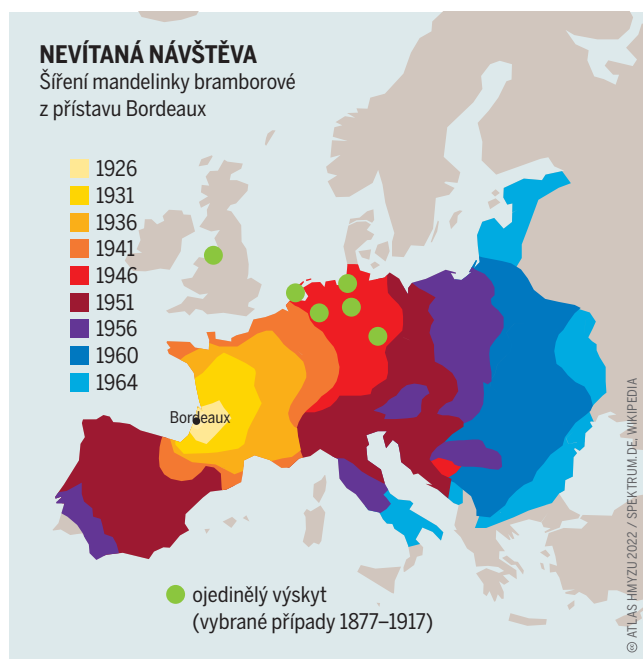 NEVÍTANÁ NÁVŠTĚVA
Šíření mandelinky bramborové
z přístavu Bordeaux
1926
1931
1936
1941
1946
1951
1956
1960
1964
Bordeaux
ojedinělý výskyt
(vybrané případy 1877–1917)
© ATLAS HMYZU 2022 / SPEKTRUM.DE, WIKIPEDIA